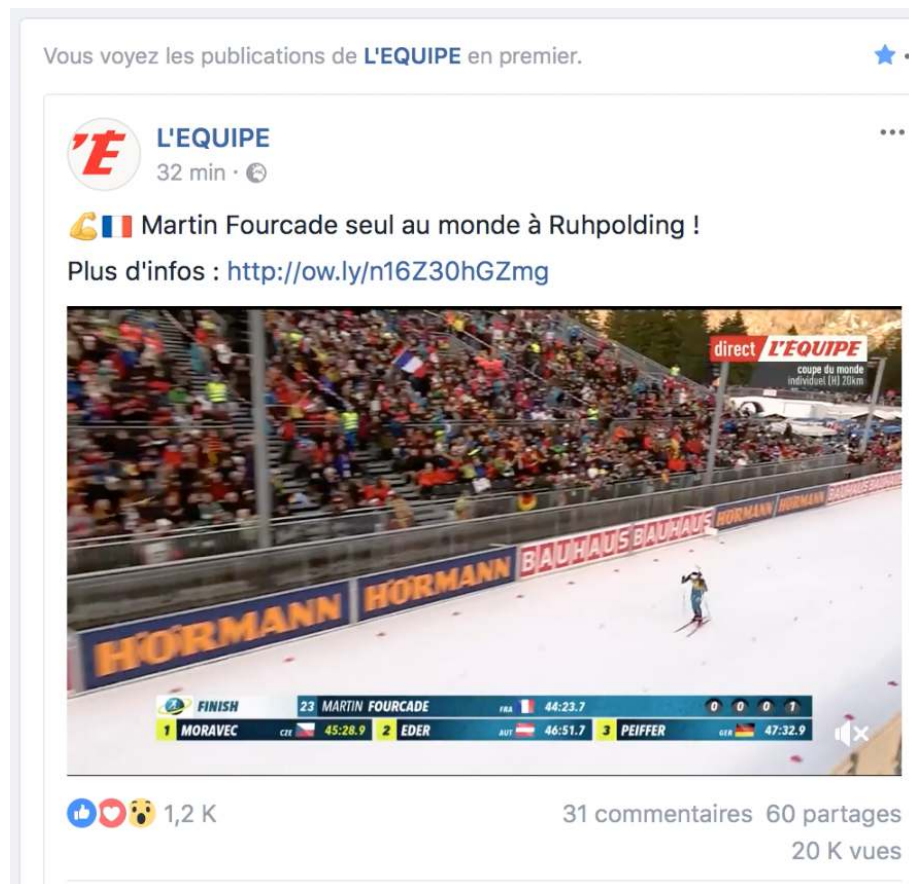 Vous voyez les publications de L'EQUIPE en premier.
'E
L'EQUIPE
32 min ·
Martin Fourcade seul au monde à Ruhpolding !
Plus d'infos : http://ow.ly/n16Z30hGZmg
direct L'ÉQUIPE
coupe du monde
individuel (H) 20km
HÖRMANN HÖRMANN BAUHAUS BAUHAUS HÖRMANN HÖRMANN BAUHAUS BAUHAUS
FINISH 23 MARTIN FOURCADE FRA 44:23.7 0 0 0 1
1 MORAVEC CZE 45:28.9 2 EDER AUT 46:51.7 3 PEIFFER GER 47:32.9
1,2 K 31 commentaires 60 partages
20 K vues